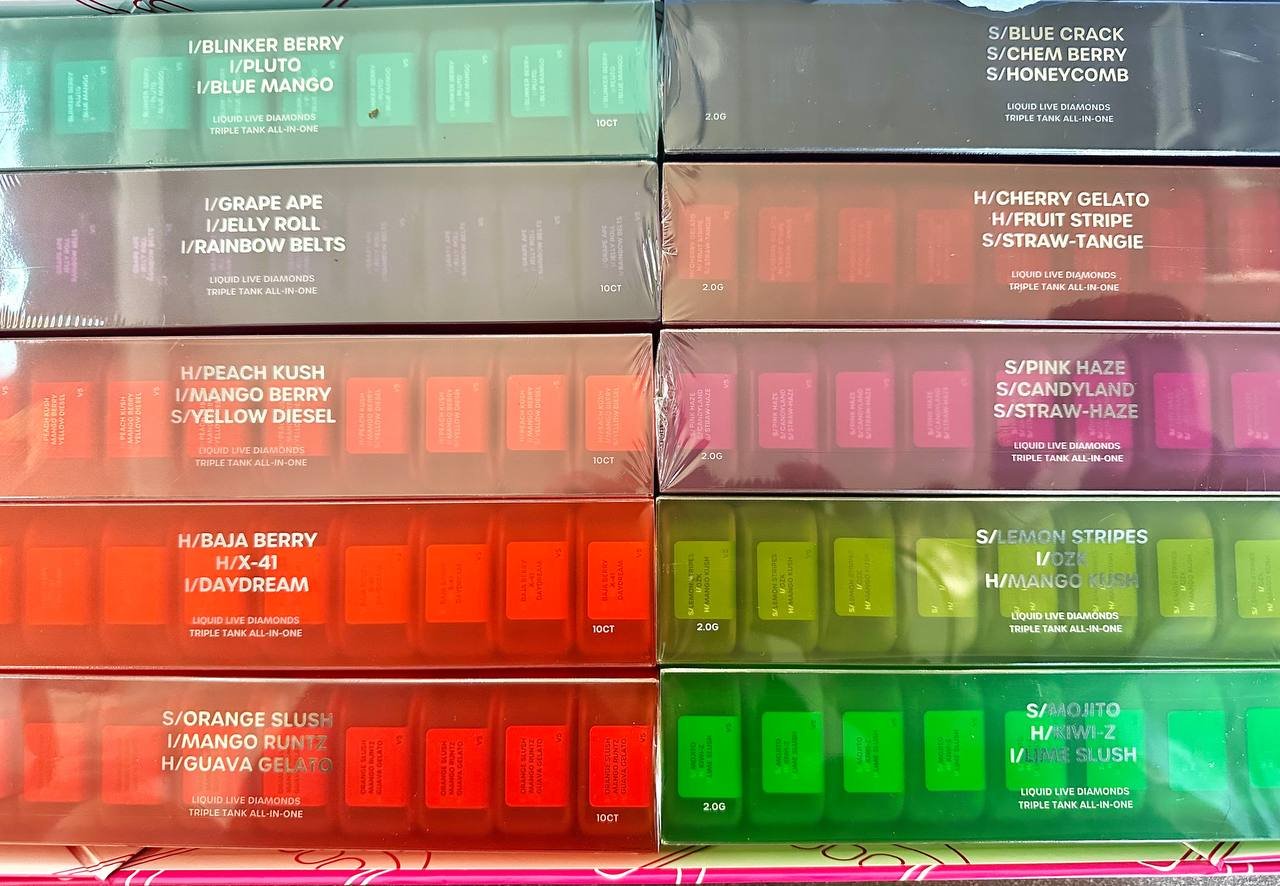 I/BLINKER BERRY
I/PLUTO
I/BLUE MANGO
LIQUID LIVE DIAMONDS
TRIPLE TANK ALL-IN-ONE
10CT
S/BLUE CRACK
S/CHEM BERRY
S/HONEYCOMB
LIQUID LIVE DIAMONDS
TRIPLE TANK ALL-IN-ONE
2.0G
I/GRAPE APE
I/JELLY ROLL
I/RAINBOW BELTS
LIQUID LIVE DIAMONDS
TRIPLE TANK ALL-IN-ONE
10CT
H/CHERRY GELATO
H/FRUIT STRIPE
S/STRAW-TANGIE
LIQUID LIVE DIAMONDS
TRIPLE TANK ALL-IN-ONE
2.0G
H/PEACH KUSH
I/MANGO BERRY
S/YELLOW DIESEL
LIQUID LIVE DIAMONDS
TRIPLE TANK ALL-IN-ONE
10CT
S/PINK HAZE
S/CANDYLAND
S/STRAW-HAZE
LIQUID LIVE DIAMONDS
TRIPLE TANK ALL-IN-ONE
2.0G
H/BAJA BERRY
H/X-41
I/DAYDREAM
LIQUID LIVE DIAMONDS
TRIPLE TANK ALL-IN-ONE
10CT
S/LEMON STRIPES
I/OZK
H/MANGO KUSH
LIQUID LIVE DIAMONDS
TRIPLE TANK ALL-IN-ONE
2.0G
S/ORANGE SLUSH
I/MANGO RUNTZ
H/GUAVA GELATO
LIQUID LIVE DIAMONDS
TRIPLE TANK ALL-IN-ONE
10CT
S/MOJITO
H/KIWI-Z
I/LIME SLUSH
LIQUID LIVE DIAMONDS
TRIPLE TANK ALL-IN-ONE
2.0G